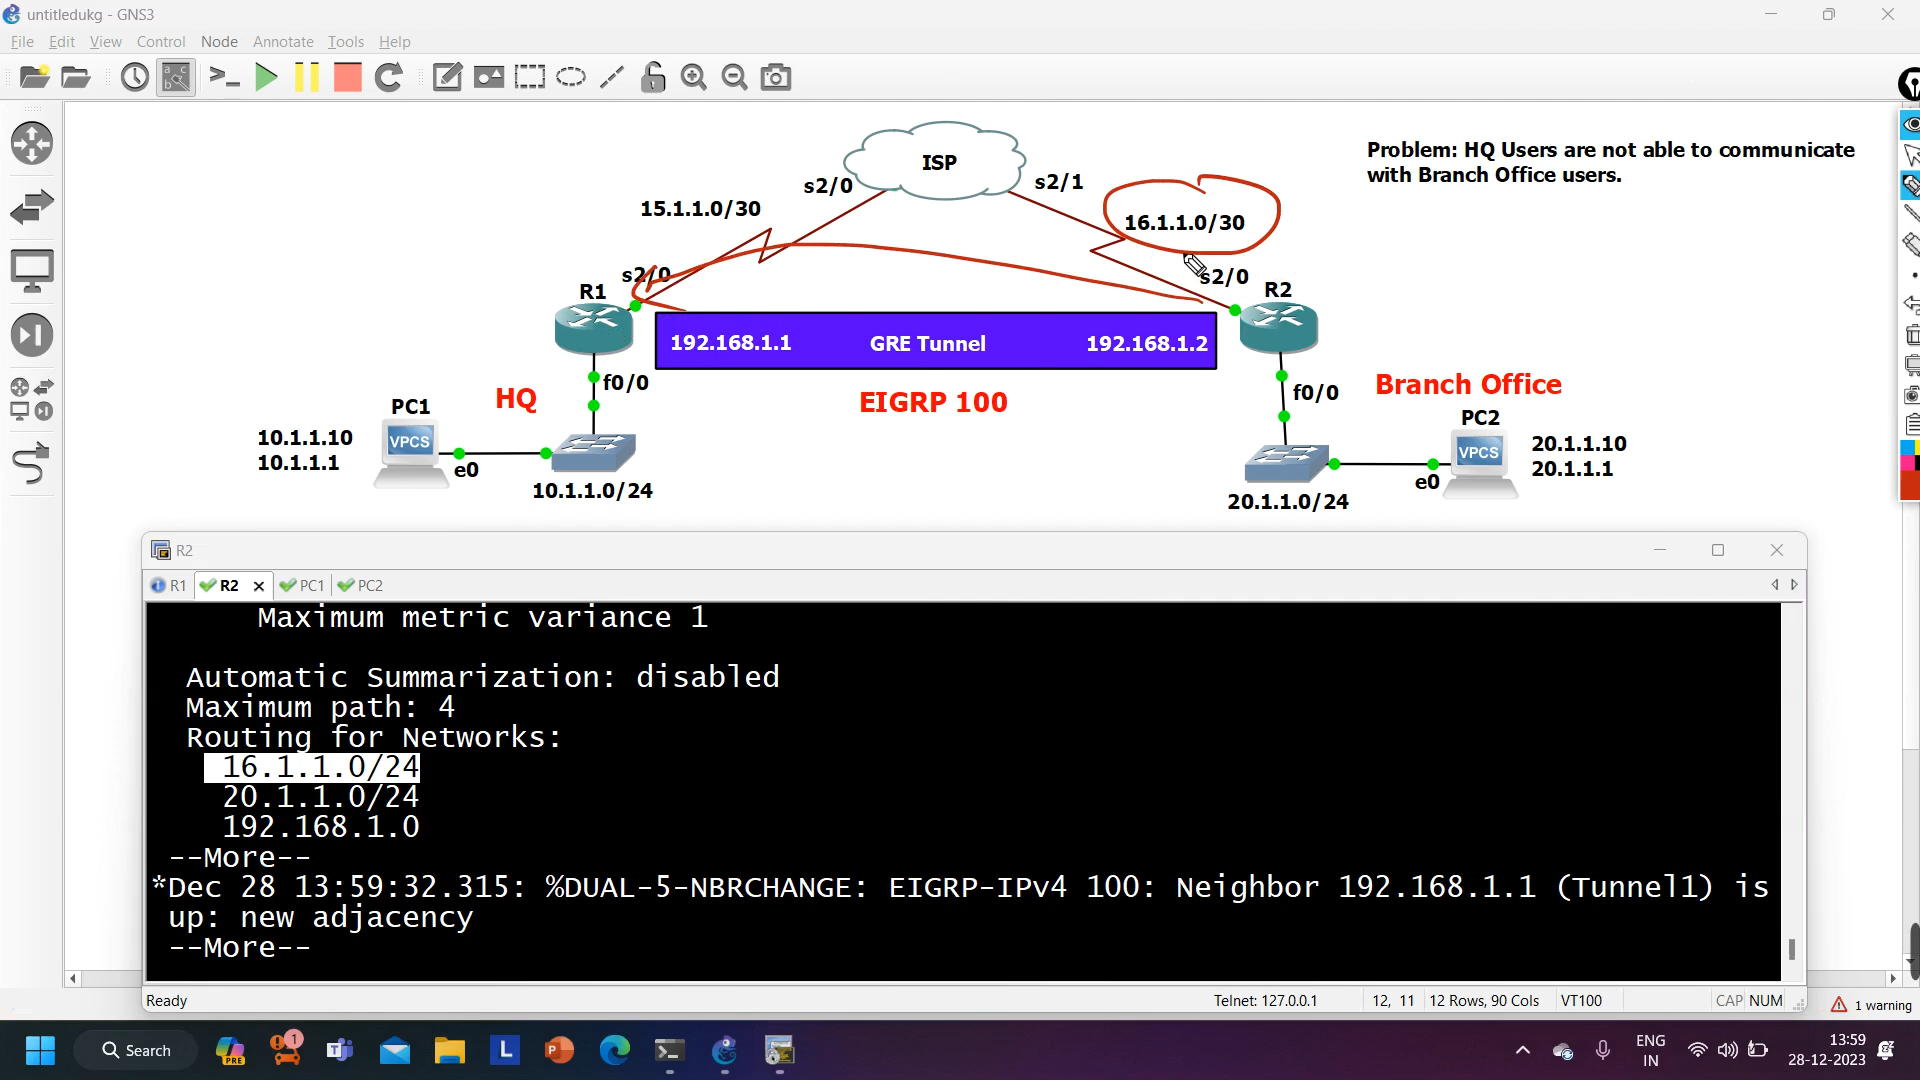 untitledukg - GNS3
File Edit View Control Node Annotate Tools Help
ISP
Problem: HQ Users are not able to communicate
with Branch Office users.
s2/0
s2/1
15.1.1.0/30
16.1.1.0/30
s2/0
s2/0
R1
R2
192.168.1.1 GRE Tunnel 192.168.1.2
f0/0
f0/0
HQ
EIGRP 100
Branch Office
PC1
PC2
10.1.1.10
10.1.1.1
VPCS
e0
10.1.1.0/24
20.1.1.10
20.1.1.1
VPCS
e0
20.1.1.0/24
R2
R1 R2 PC1 PC2
Maximum metric variance 1
Automatic Summarization: disabled
Maximum path: 4
Routing for Networks:
16.1.1.0/24
20.1.1.0/24
192.168.1.0
--More--
*Dec 28 13:59:32.315: %DUAL-5-NBRCHANGE: EIGRP-IPv4 100: Neighbor 192.168.1.1 (Tunnel1) is
up: new adjacency
--More--
Ready Telnet: 127.0.0.1 12, 11 12 Rows, 90 Cols VT100 CAP NUM
1 warning
Search
PRE
1
L
ENG
IN
13:59
28-12-2023